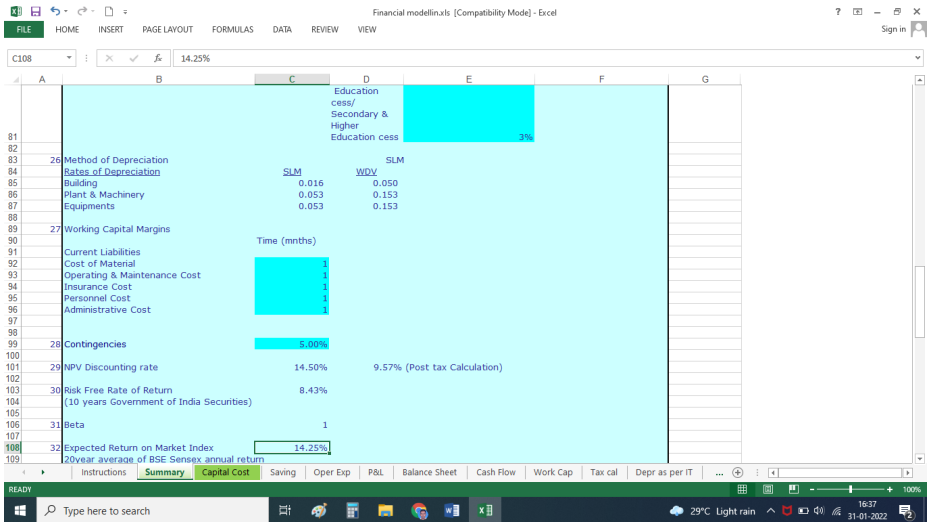 Financial modellin.xls [Compatibility Mode] - Excel
FILE HOME INSERT PAGE LAYOUT FORMULAS DATA REVIEW VIEW Sign in
C108 fx 14.25%
A B C D E F G
Education
cess/
Secondary &
Higher
81 Education cess 3%
82
83 26 Method of Depreciation SLM
84 Rates of Depreciation SLM WDV
85 Building 0.016 0.050
86 Plant & Machinery 0.053 0.153
87 Equipments 0.053 0.153
88
89 27 Working Capital Margins
90 Time (mnths)
91 Current Liabilities
92 Cost of Material 1
93 Operating & Maintenance Cost 1
94 Insurance Cost 1
95 Personnel Cost 1
96 Administrative Cost 1
97
98
99 28 Contingencies 5.00%
100
101 29 NPV Discounting rate 14.50% 9.57% (Post tax Calculation)
102
103 30 Risk Free Rate of Return 8.43%
104 (10 years Government of India Securities)
105
106 31 Beta 1
107
108 32 Expected Return on Market Index 14.25%
109 20year average of BSE Sensex annual return
Instructions Summary Capital Cost Saving Oper Exp P&L Balance Sheet Cash Flow Work Cap Tax cal Depr as per IT ...
READY 100%
Type here to search 29°C Light rain 16:37
31-01-2022 2